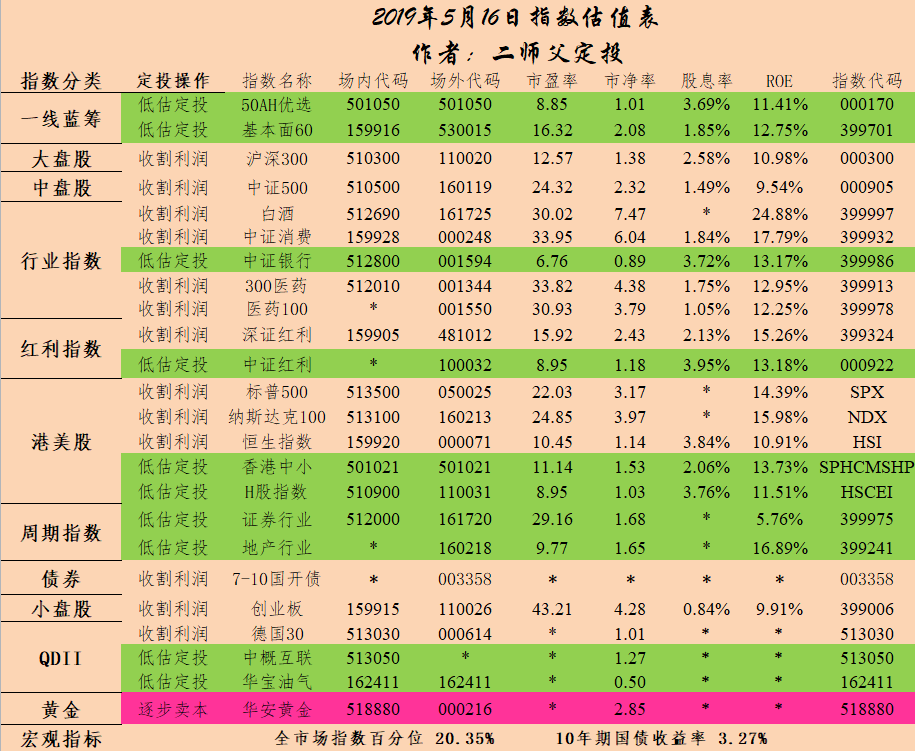 2019年5月16日指数估值表
作者：二师父定投
指数分类 定投操作 指数名称 场内代码 场外代码 市盈率 市净率 股息率 ROE 指数代码
一线蓝筹 低估定投 50AH优选 501050 501050 8.85 1.01 3.69% 11.41% 000170
低估定投 基本面60 159916 530015 16.32 2.08 1.85% 12.75% 399701
大盘股 收割利润 沪深300 510300 110020 12.57 1.38 2.58% 10.98% 000300
中盘股 收割利润 中证500 510500 160119 24.32 2.32 1.49% 9.54% 000905
行业指数 收割利润 白酒 512690 161725 30.02 7.47 * 24.88% 399997
收割利润 中证消费 159928 000248 33.95 6.04 1.84% 17.79% 399932
低估定投 中证银行 512800 001594 6.76 0.89 3.72% 13.17% 399986
收割利润 300医药 512010 001344 33.82 4.38 1.75% 12.95% 399913
收割利润 医药100 * 001550 30.93 3.79 1.05% 12.25% 399978
红利指数 收割利润 深证红利 159905 481012 15.92 2.43 2.13% 15.26% 399324
低估定投 中证红利 * 100032 8.95 1.18 3.95% 13.18% 000922
港美股 收割利润 标普500 513500 050025 22.03 3.17 * 14.39% SPX
收割利润 纳斯达克100 513100 160213 24.85 3.97 * 15.98% NDX
收割利润 恒生指数 159920 000071 10.45 1.14 3.84% 10.91% HSI
低估定投 香港中小 501021 501021 11.14 1.53 2.06% 13.73% SPHCMSHP
低估定投 H股指数 510900 110031 8.95 1.03 3.76% 11.51% HSCEI
周期指数 低估定投 证券行业 512000 161720 29.16 1.68 * 5.76% 399975
低估定投 地产行业 * 160218 9.77 1.65 * 16.89% 399241
债券 收割利润 7-10国开债 * 003358 * * * * 003358
小盘股 收割利润 创业板 159915 110026 43.21 4.28 0.84% 9.91% 399006
QDII 收割利润 德国30 513030 000614 * 1.01 * * 513030
低估定投 中概互联 513050 * * 1.27 * * 513050
低估定投 华宝油气 162411 162411 * 0.50 * * 162411
黄金 逐步卖本 华安黄金 518880 000216 * 2.85 * * 518880
宏观指标 全市场指数百分位 20.35% 10年期国债收益率 3.27%